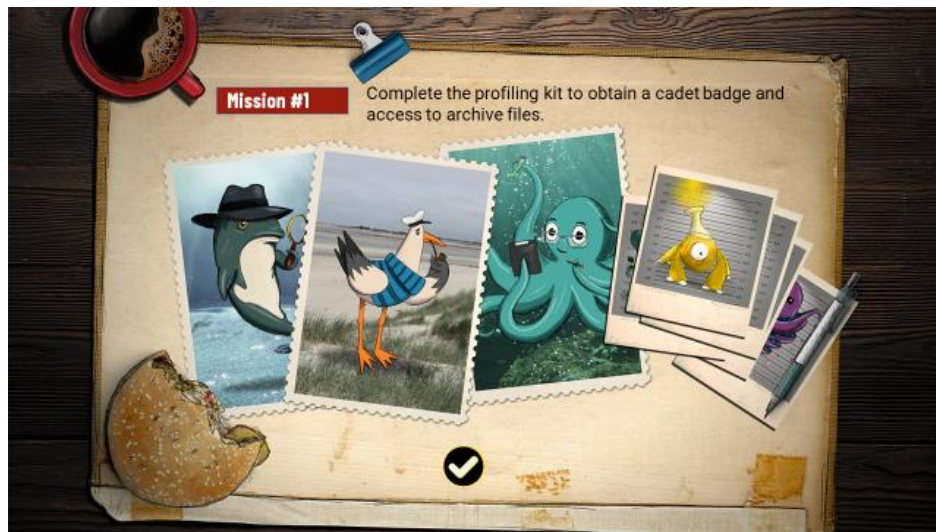 Mission #1
Complete the profiling kit to obtain a cadet badge and
access to archive files.